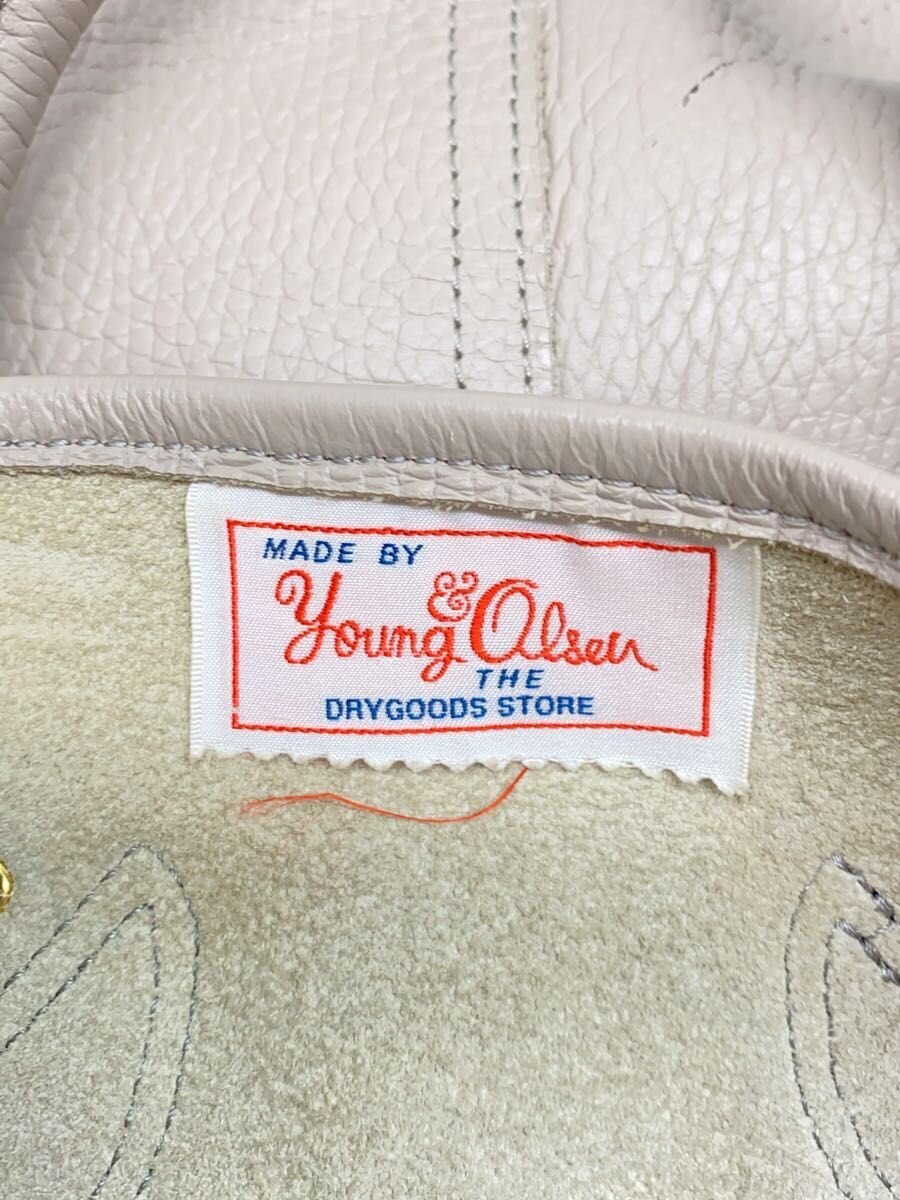 MADE BY
Young & Olsen
THE
DRYGOODS STORE